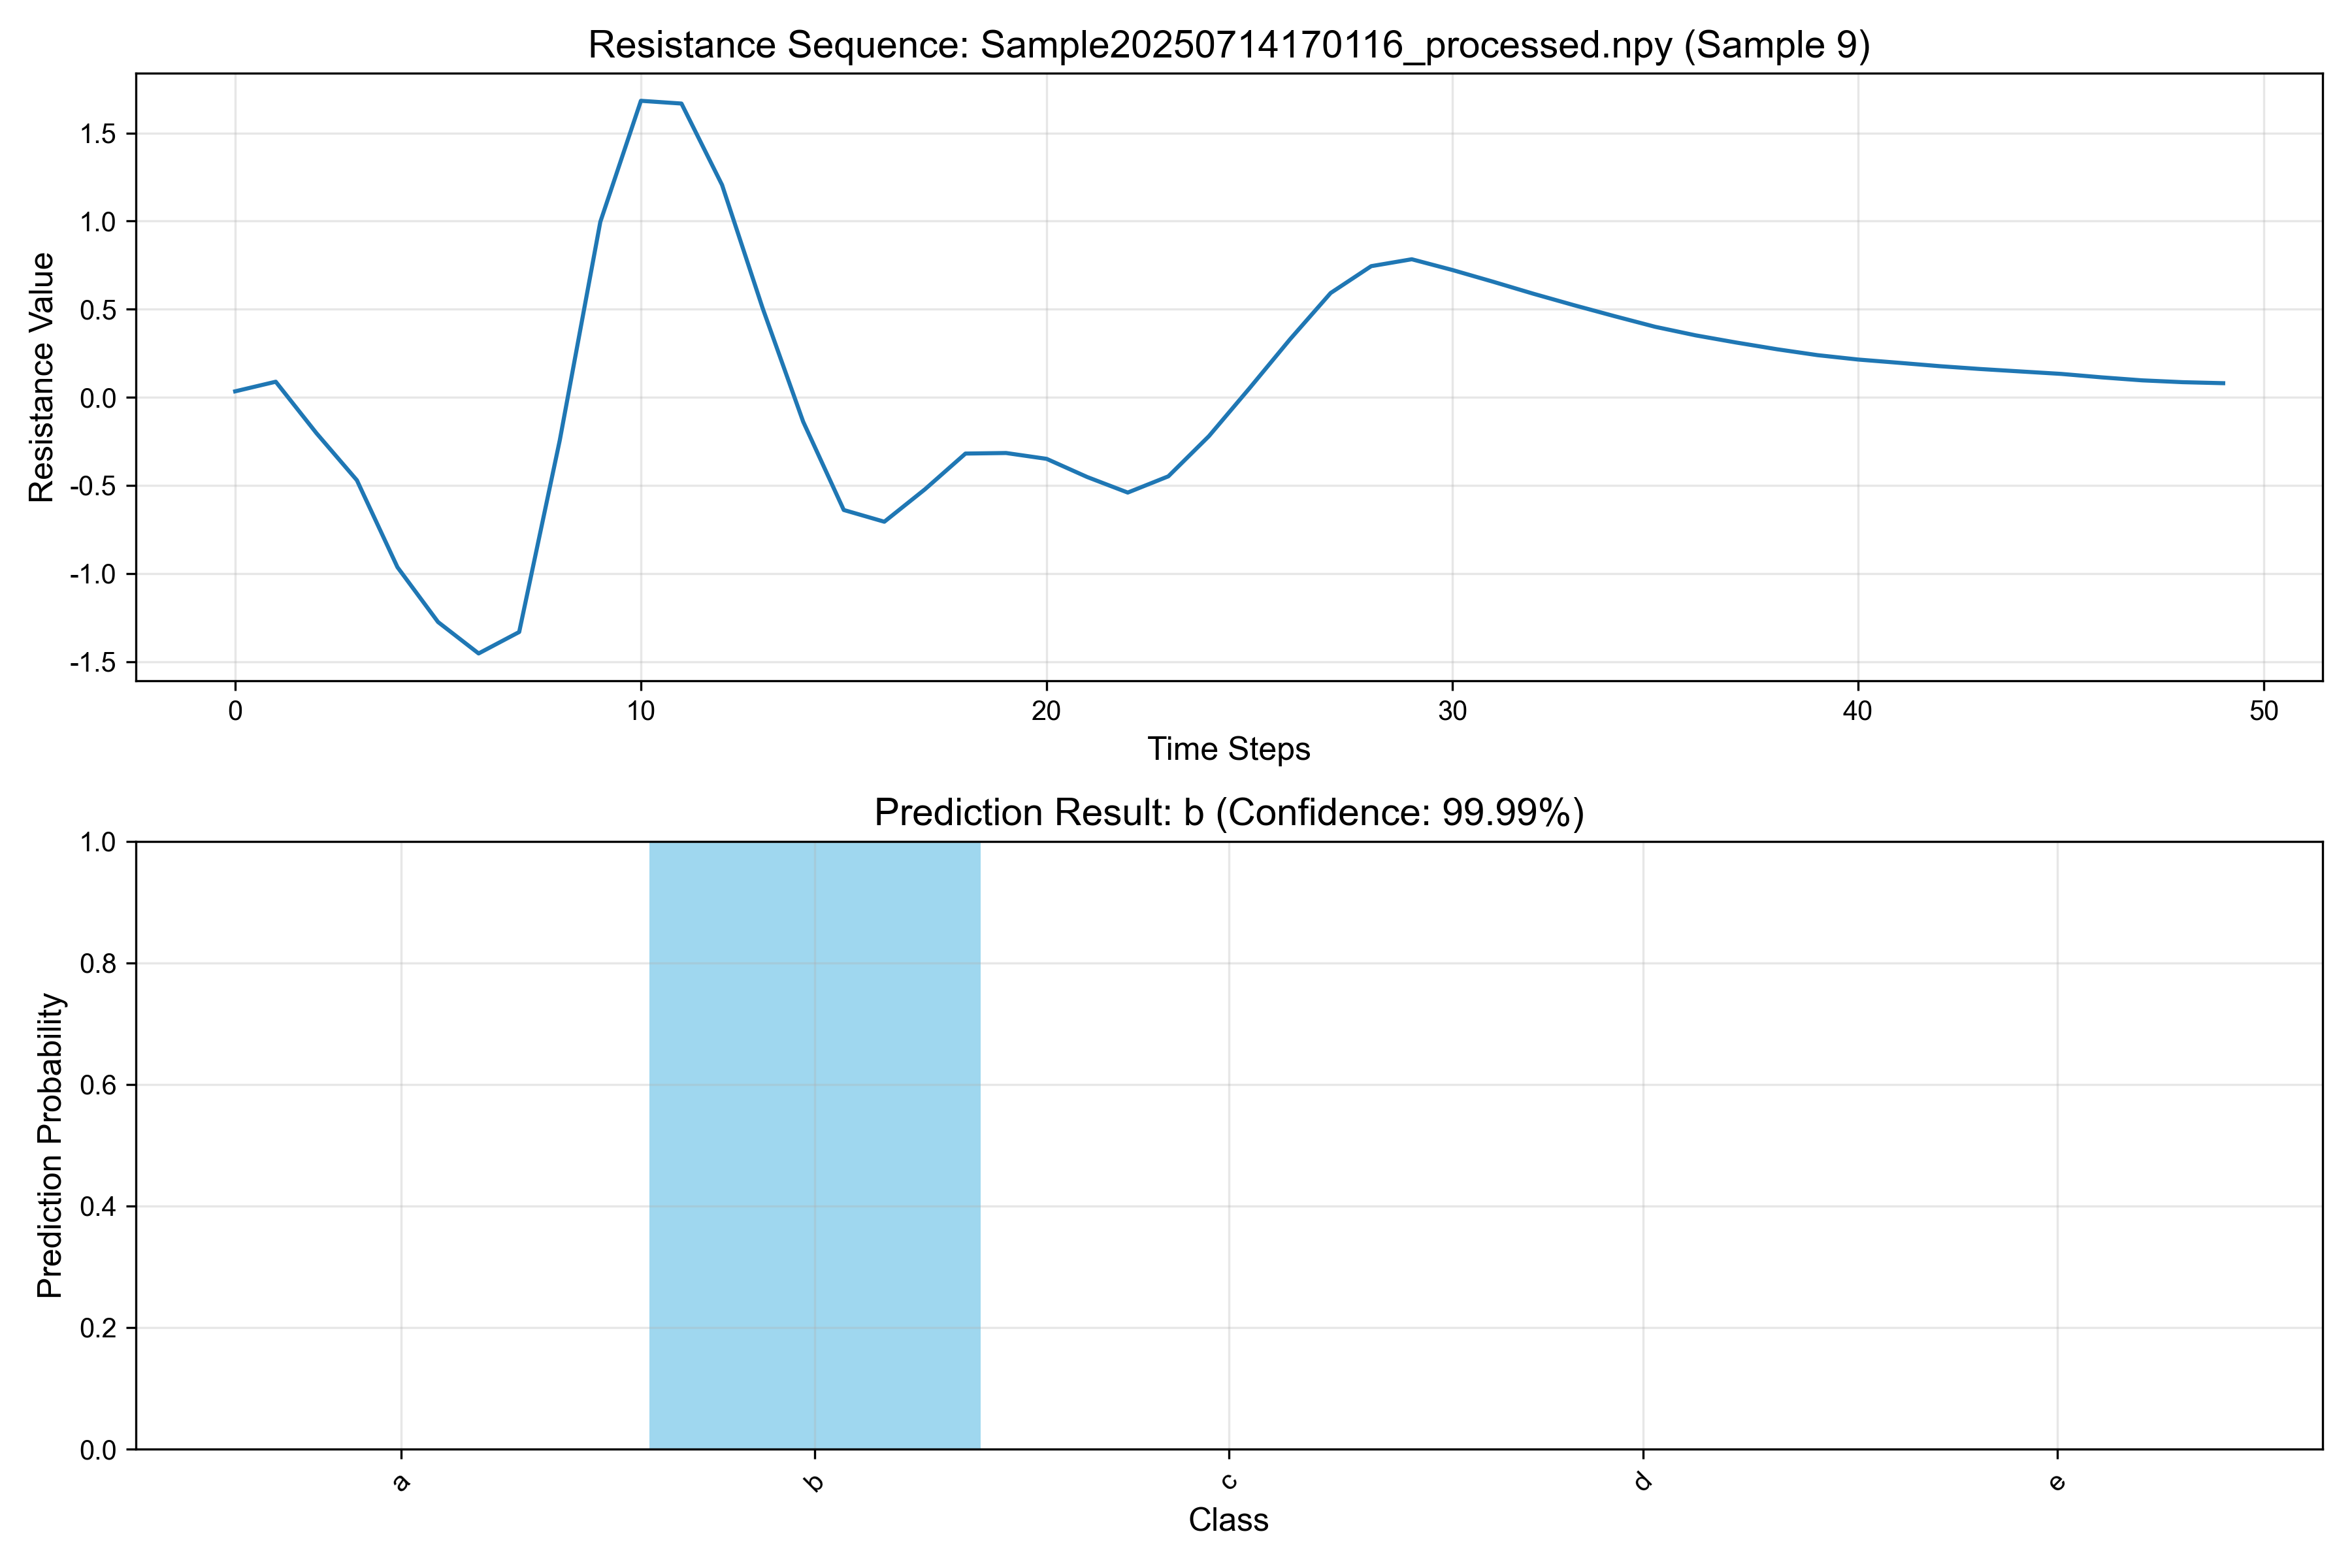 Resistance Sequence: Sample20250714170116_processed.npy (Sample 9)
Resistance Value
1.5
1.0
0.5
0.0
-0.5
-1.0
-1.5
0 10 20 30 40 50
Time Steps
Prediction Result: b (Confidence: 99.99%)
Prediction Probability
1.0
0.8
0.6
0.4
0.2
0.0
a b c d e
Class